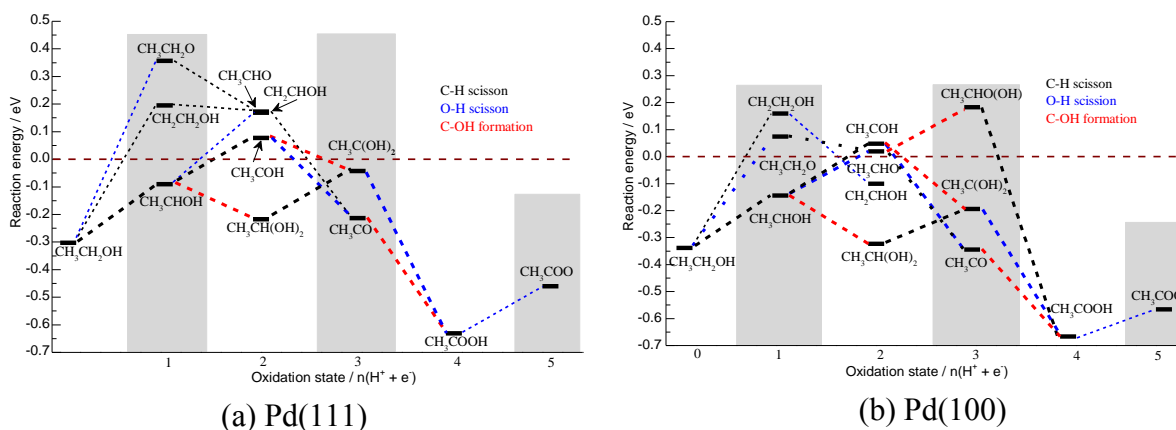 0.5
0.4
0.3
0.2
0.1
0.0
-0.1
-0.2
-0.3
-0.4
-0.5
-0.6
-0.7
Reaction energy / eV
CH3CH2O
CH2CH2OH
CH3CHOH
CH3CH2OH
CH3CHO
CH2CHOH
CH3COH
CH3CH(OH)2
CH3C(OH)2
CH3CO
CH3COOH
CH3COO
C-H scisson
O-H scisson
C-OH formation
1 2 3 4 5
Oxidation state / n(H+ + e-)
(a) Pd(111)
0.5
0.4
0.3
0.2
0.1
0.0
-0.1
-0.2
-0.3
-0.4
-0.5
-0.6
-0.7
Reaction energy / eV
CH2CH2OH
CH3CH2O
CH3CHOH
CH3CH2OH
CH3COH
CH3CHO
CH2CHOH
CH3CH(OH)2
CH3CHO(OH)
CH3C(OH)2
CH3CO
CH3COOH
CH3COO
C-H scisson
O-H scission
C-OH formation
0 1 2 3 4 5
Oxidation state / n(H+ + e-)
(b) Pd(100)